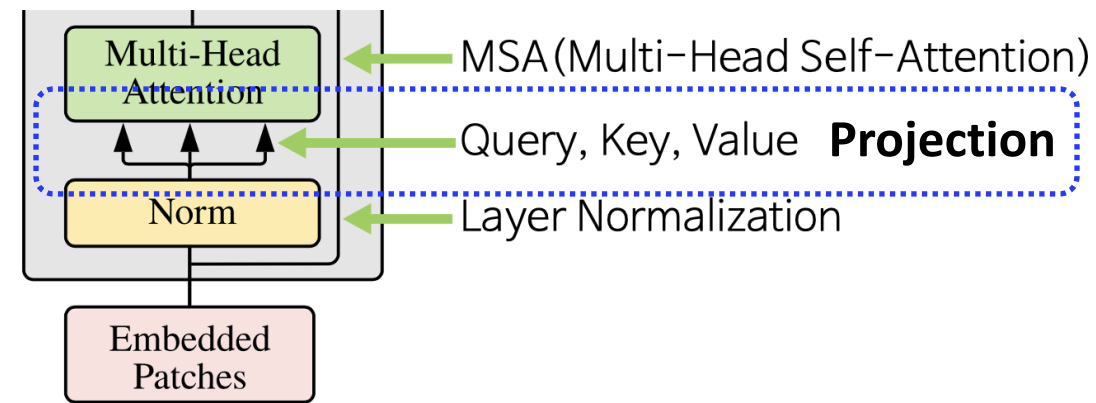 Multi-Head
Attention
MSA(Multi-Head Self-Attention)
Query, Key, Value Projection
Norm
Layer Normalization
Embedded
Patches